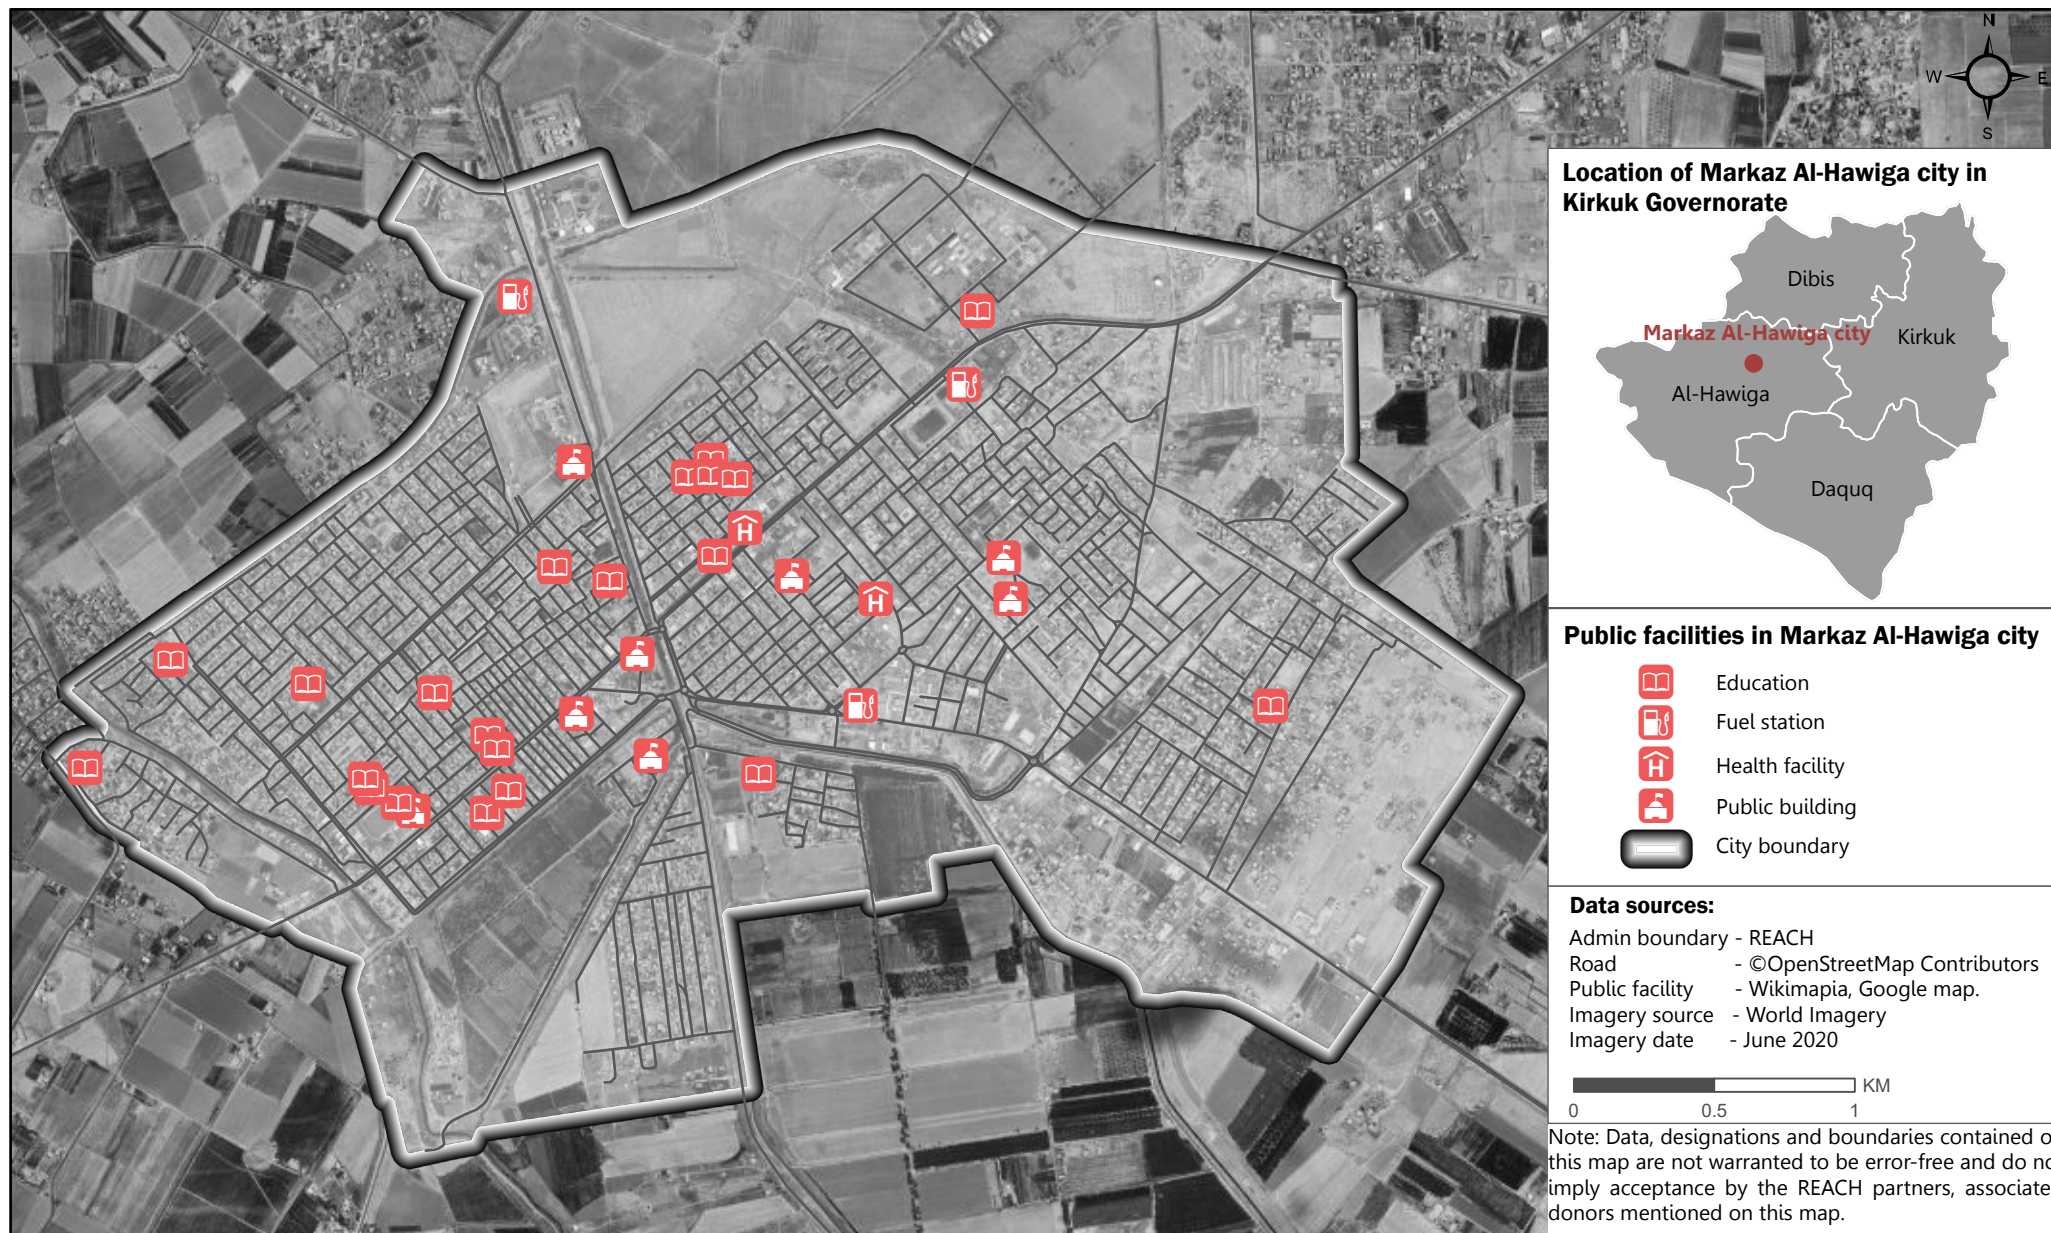 N
W E
S
Location of Markaz Al-Hawiga city in
Kirkuk Governorate
Dibis
Markaz Al-Hawiga city
Kirkuk
Al-Hawiga
Daquq
Public facilities in Markaz Al-Hawiga city
Education
Fuel station
H Health facility
Public building
City boundary
Data sources:
Admin boundary - REACH
Road - ©OpenStreetMap Contributors
Public facility - Wikimapia, Google map.
Imagery source - World Imagery
Imagery date - June 2020
KM
0 0.5 1
Note: Data, designations and boundaries contained
this map are not warranted to be error-free and do
imply acceptance by the REACH partners, associate
donors mentioned on this map.
H
H